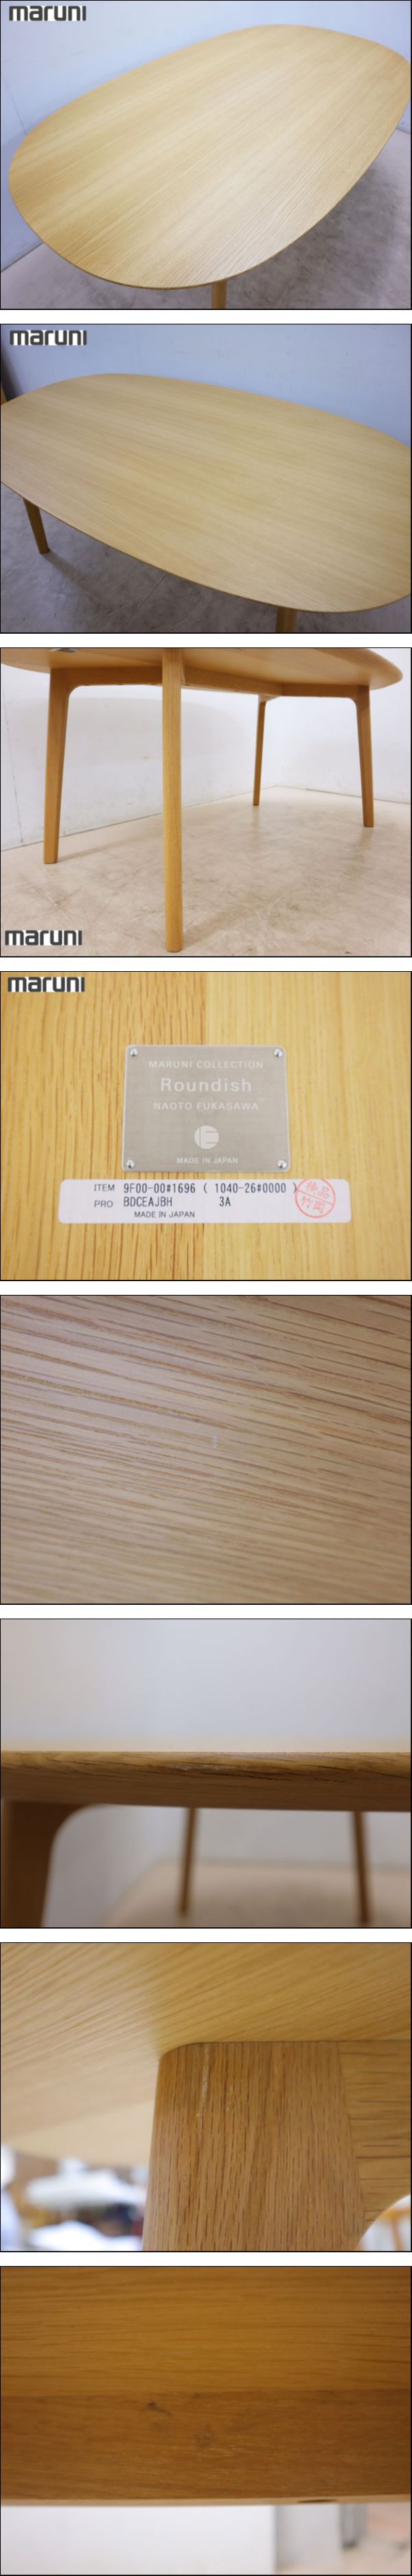 maruni
maruni
maruni
maruni
MARUNI COLLECTION
Roundish
NAOTO FUKASAWA
MADE IN JAPAN
ITEM 9F00-00#1696 ( 1040-26#0000 )
PRO BDCEAJBH 3A
MADE IN JAPAN